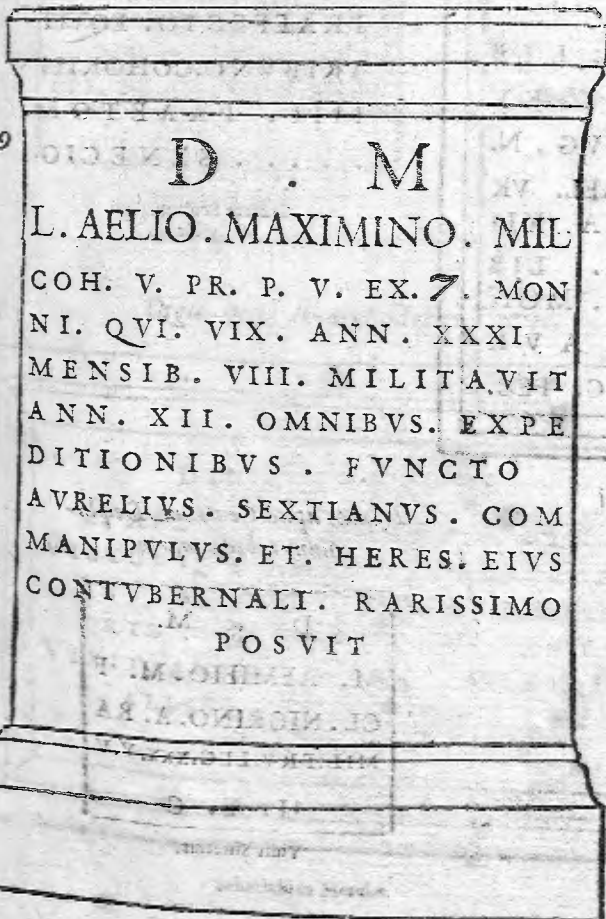 9
D . M
L. AELIO. MAXIMINO. MIL
COH. V. PR. P. V. EX. 7. MON
NI. QVI. VIX. ANN. XXXI
MENSIB. VIII. MILITAVIT
ANN. XII. OMNIBVS. EXPE
DITIONIBVS. FVNCTO
AVRELIVS. SEXTIANVS. COM
MANIPVLVS. ET. HERES. EIVS
CONTVBERNALI. RARISSIMO
POSVIT